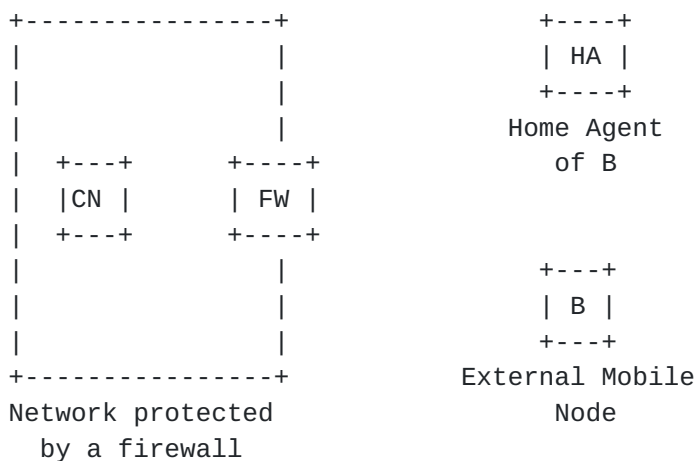 +----------------+                +----+
|                |                | HA |
|                |                +----+
|                |              Home Agent
|  +---+      +----+               of B
|  |CN |      | FW |
|  +---+      +----+
|                |                +---+
|                |                | B |
|                |                +---+
+----------------+           External Mobile
Network protected                  Node
  by a firewall